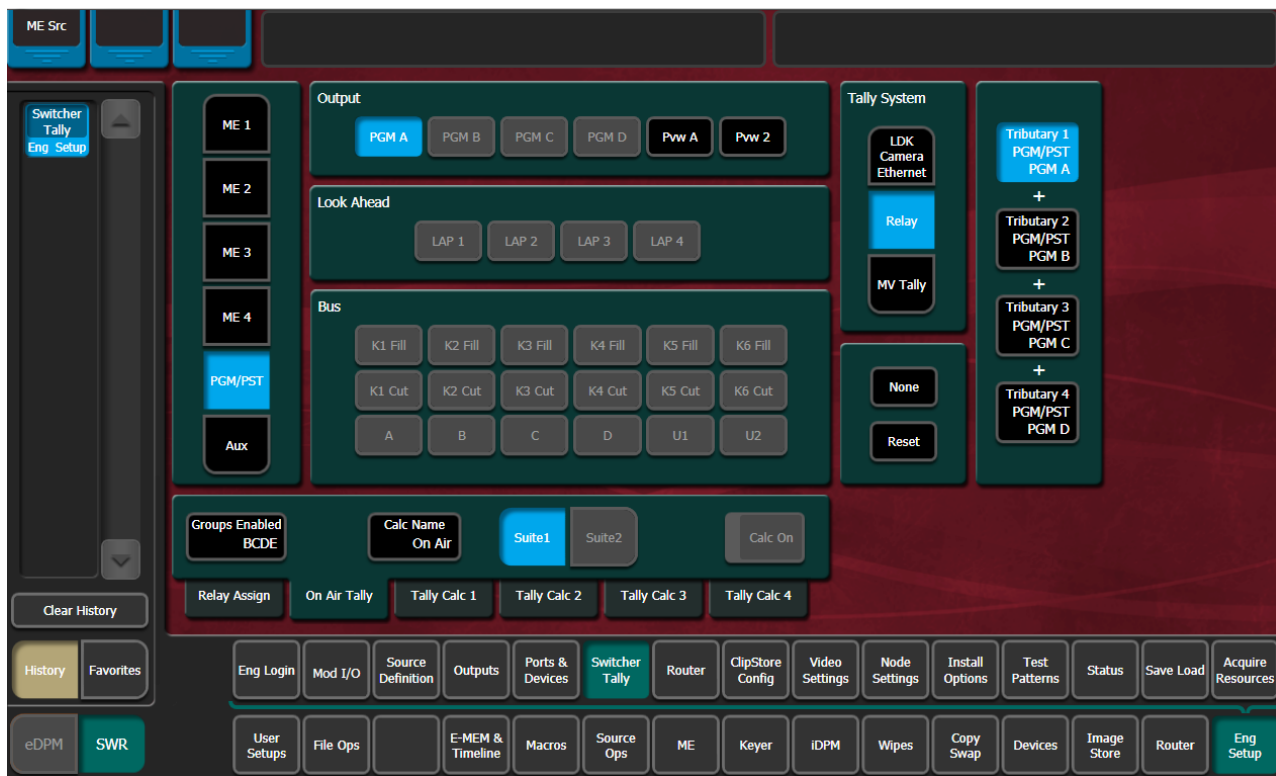 ME Src
Switcher
Tally
Eng Setup
Clear History
History
Favorites
eDPM
SWR
ME 1
ME 2
ME 3
ME 4
PGM/PST
Aux
Output
PGM A
PGM B
PGM C
PGM D
Pvw A
Pvw 2
Look Ahead
LAP 1
LAP 2
LAP 3
LAP 4
Bus
K1 Fill
K2 Fill
K3 Fill
K4 Fill
K5 Fill
K6 Fill
K1 Cut
K2 Cut
K3 Cut
K4 Cut
K5 Cut
K6 Cut
A
B
C
D
U1
U2
Tally System
LDK
Camera
Ethernet
Relay
MV Tally
None
Reset
Tributary 1
PGM/PST
PGM A
+
Tributary 2
PGM/PST
PGM B
+
Tributary 3
PGM/PST
PGM C
+
Tributary 4
PGM/PST
PGM D
Groups Enabled
BCDE
Calc Name
On Air
Suite1
Suite2
Calc On
Relay Assign
On Air Tally
Tally Calc 1
Tally Calc 2
Tally Calc 3
Tally Calc 4
Eng Login
Mod I/O
Source
Definition
Outputs
Ports &
Devices
Switcher
Tally
Router
ClipStore
Config
Video
Settings
Node
Settings
Install
Options
Test
Patterns
Status
Save Load
Acquire
Resources
User
Setups
File Ops
E-MEM &
Timeline
Macros
Source
Ops
ME
Keyer
iDPM
Wipes
Copy
Swap
Devices
Image
Store
Router
Eng
Setup